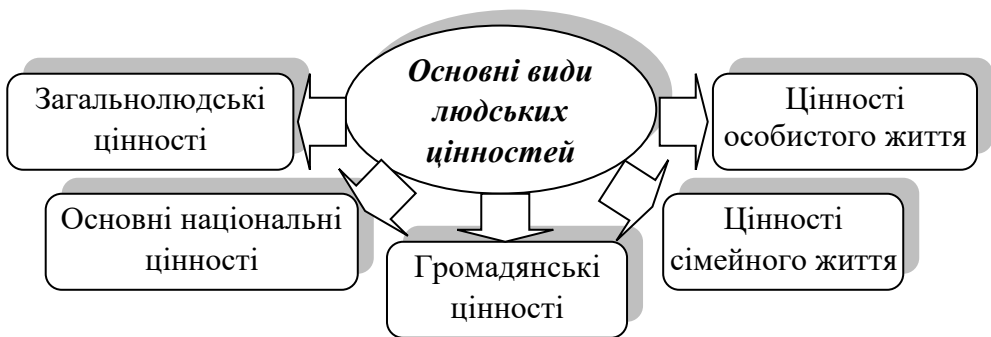 Основні види
людських
цінностей
Загальнолюдські
цінності
Цінності
особистого життя
Основні національні
цінності
Цінності
сімейного життя
Громадянські
цінності